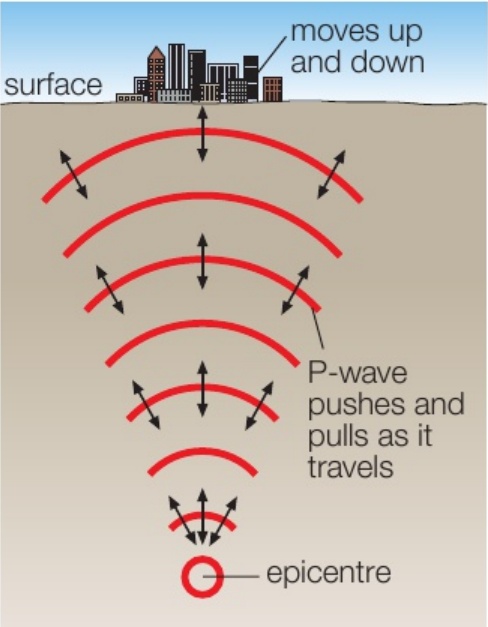 moves up
and down
surface
P-wave
pushes and
pulls as it
travels
epicentre